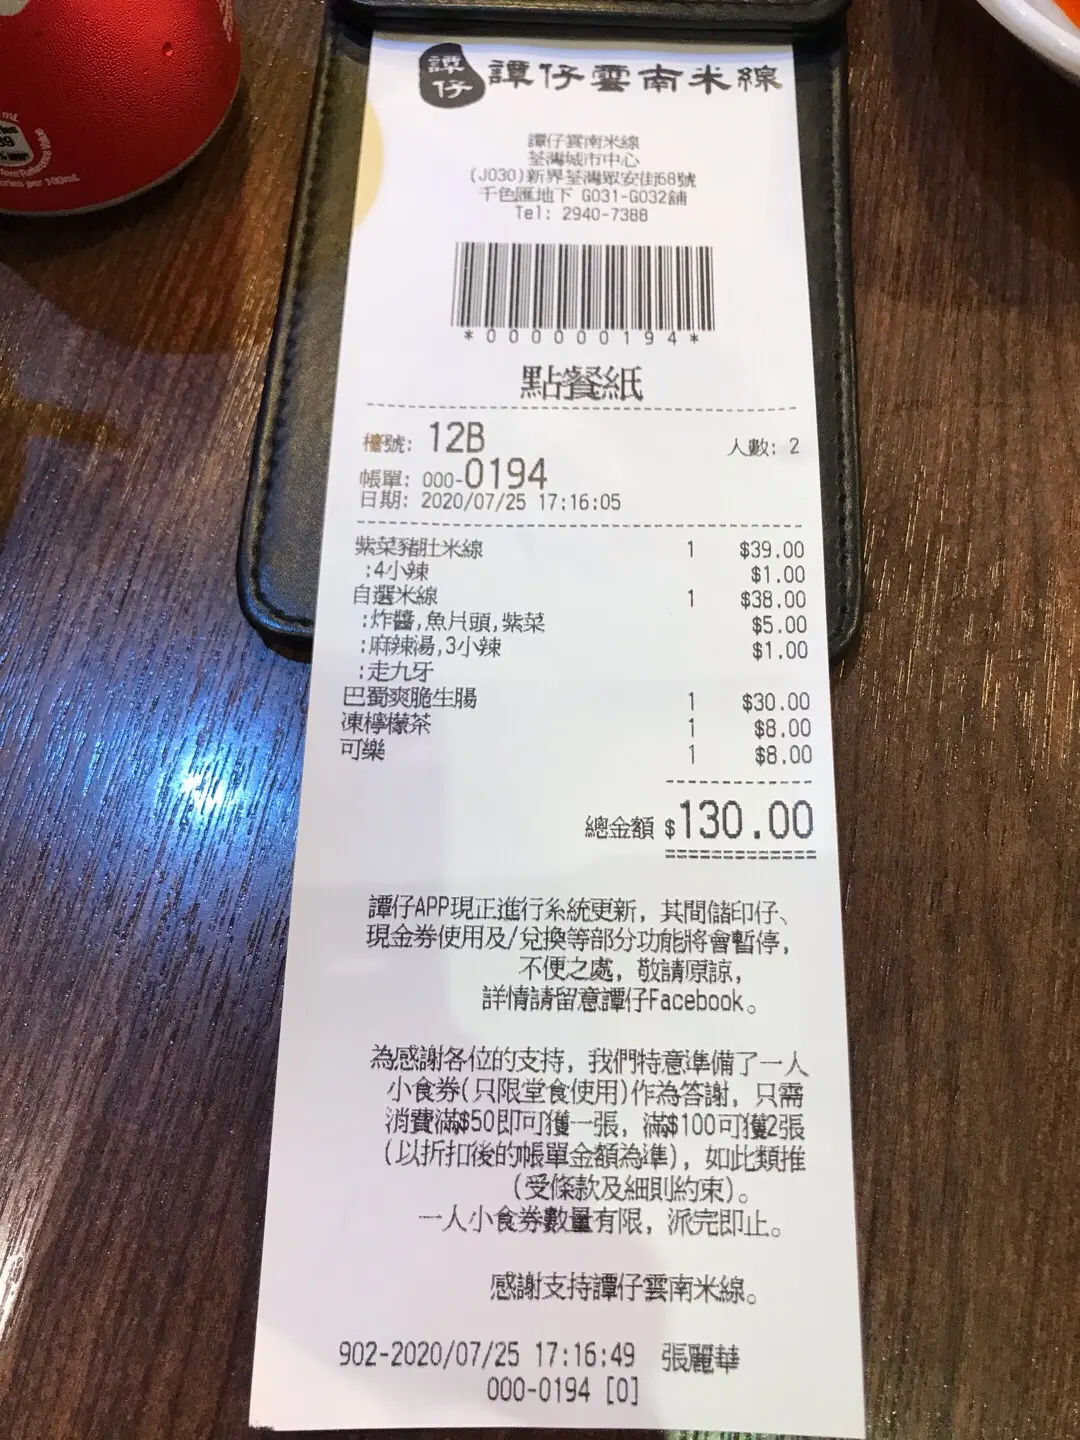 譚仔
譚仔雲南米線
譚仔雲南米線
荃灣城市中心
(J030)新界荃灣眾安街68號
千色匯地下 G031-G032舖
Tel: 2940-7388
*000000194*
點餐紙
檯號: 12B 人數: 2
帳單: 000-0194
日期: 2020/07/25 17:16:05
紫菜豬肚米線 1 $39.00
:4小辣 $1.00
自選米線 1 $38.00
:炸醬,魚片頭,紫菜 $5.00
:麻辣湯,3小辣 $1.00
:走九牙
巴蜀爽脆生腸 1 $30.00
凍檸檬茶 1 $8.00
可樂 1 $8.00
總金額 $130.00
譚仔APP現正進行系統更新, 其間儲印仔、
現金券使用及/兌換等部分功能將會暫停,
不便之處, 敬請原諒,
詳情請留意譚仔Facebook。
為感謝各位的支持, 我們特意準備了一人
小食券(只限堂食使用)作為答謝, 只需
消費滿$50即可獲一張, 滿$100可獲2張
(以折扣後的帳單金額為準), 如此類推
(受條款及細則約束)。
一人小食券數量有限, 派完即止。
感謝支持譚仔雲南米線。
902-2020/07/25 17:16:49 張麗華
000-0194 [0]
per 100mL